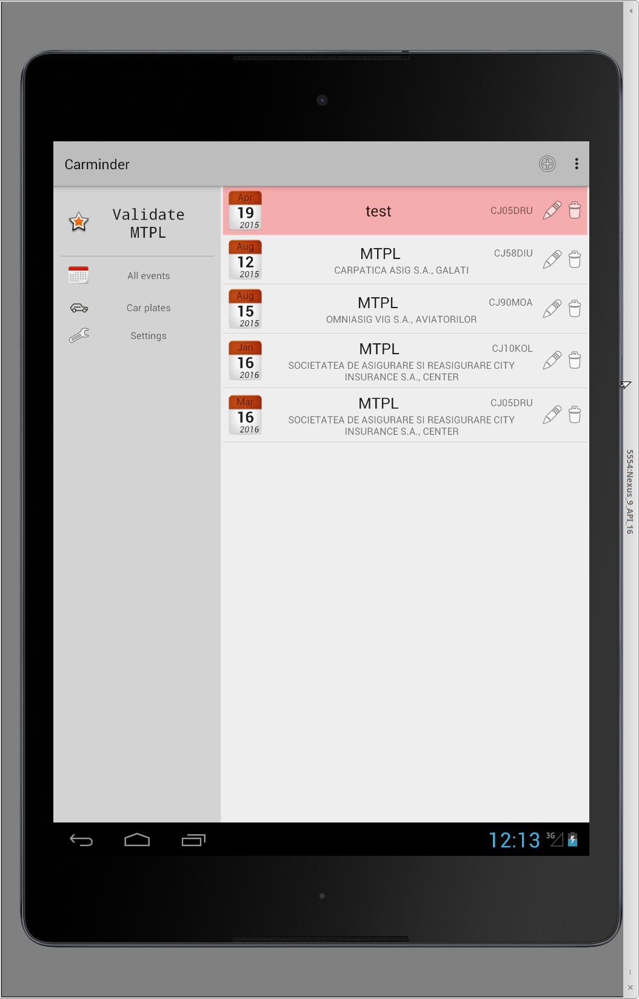 Carminder
Validate
MTPL
All events
Car plates
Settings
Apr
19
2015
test
CJ05DRU
Aug
12
2015
MTPL
CARPATICA ASIG S.A., GALATI
CJ58DIU
Aug
15
2015
MTPL
OMNIASIG VIG S.A., AVIATORILOR
CJ90MOA
Jan
16
2016
MTPL
SOCIETATEA DE ASIGURARE SI REASIGURARE CITY
INSURANCE S.A., CENTER
CJ10KOL
Mar
16
2016
MTPL
SOCIETATEA DE ASIGURARE SI REASIGURARE CITY
INSURANCE S.A., CENTER
CJ05DRU
12:13
3G
5554:Nexus_9_API_16